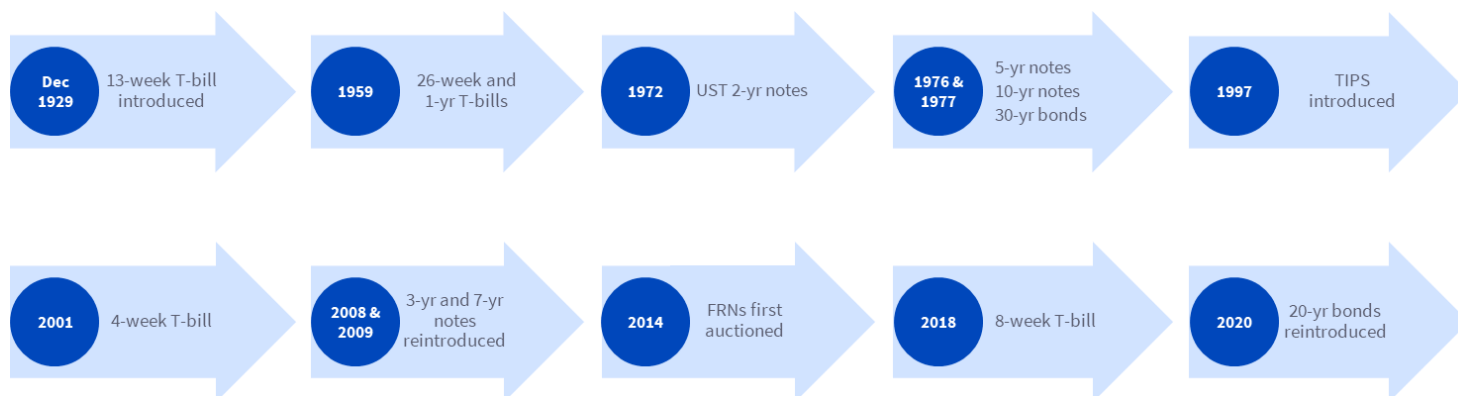 Dec
1929
13-week T-bill
introduced
1959
26-week and
1-yr T-bills
1972
UST 2-yr notes
1976 &
1977
5-yr notes
10-yr notes
30-yr bonds
1997
TIPS
introduced
2001
4-week T-bill
2008 &
2009
3-yr and 7-yr
notes
reintroduced
2014
FRNs first
auctioned
2018
8-week T-bill
2020
20-yr bonds
reintroduced